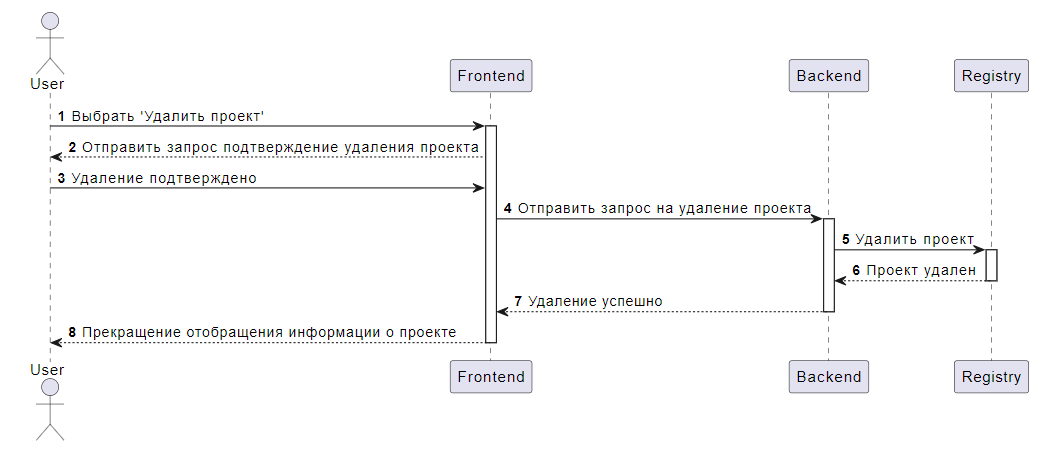 User
Frontend
Backend
Registry
1 Выбрать 'Удалить проект'
2 Отправить запрос подтверждение удаления проекта
3 Удаление подтверждено
4 Отправить запрос на удаление проекта
5 Удалить проект
6 Проект удален
7 Удаление успешно
8 Прекращение отобращения информации о проекте
User
Frontend
Backend
Registry